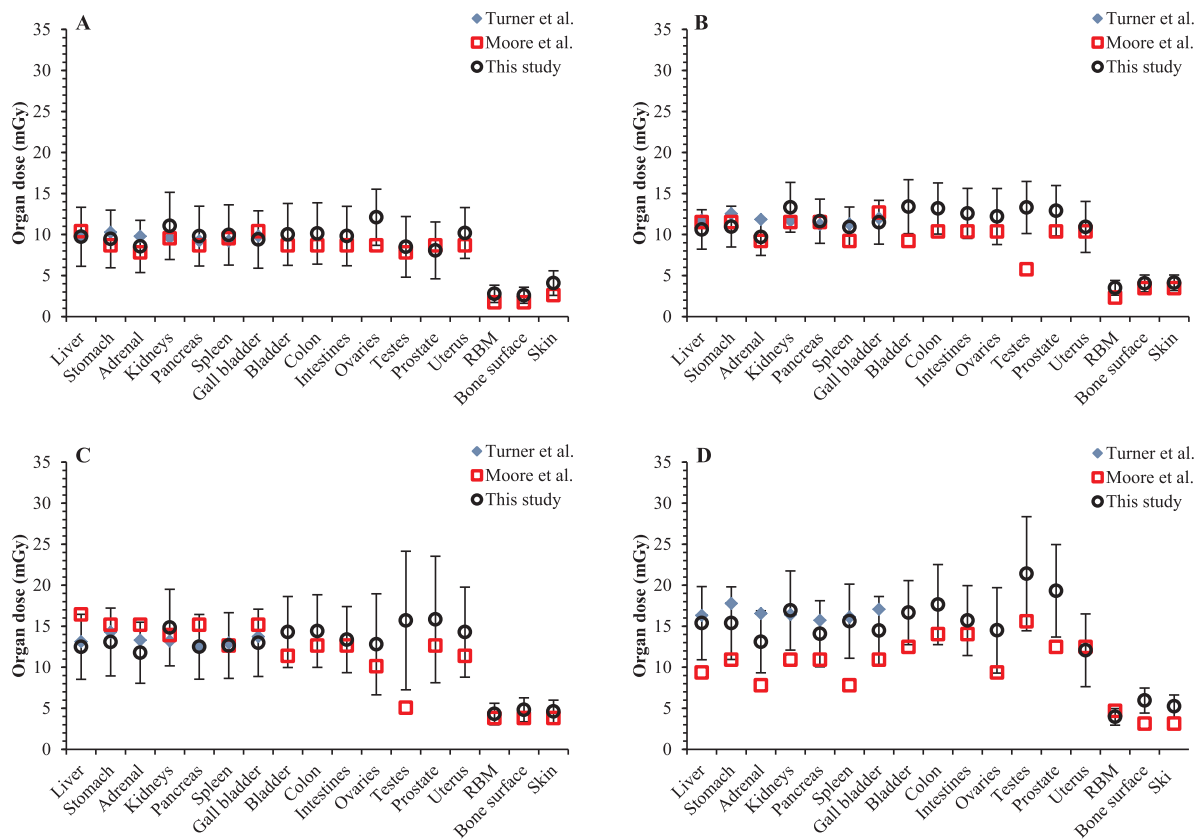 A
Turner et al.
Moore et al.
This study
Organ dose (mGy)
35
30
25
20
15
10
5
0
Liver
Stomach
Adrenal
Kidneys
Pancreas
Spleen
Gall bladder
Bladder
Colon
Intestines
Ovaries
Testes
Prostate
Uterus
RBM
Bone surface
Skin
B
Turner et al.
Moore et al.
This study
Organ dose (mGy)
35
30
25
20
15
10
5
0
Liver
Stomach
Adrenal
Kidneys
Pancreas
Spleen
Gall bladder
Bladder
Colon
Intestines
Ovaries
Testes
Prostate
Uterus
RBM
Bone surface
Skin
C
Turner et al.
Moore et al.
This study
Organ dose (mGy)
35
30
25
20
15
10
5
0
Liver
Stomach
Adrenal
Kidneys
Pancreas
Spleen
Gall bladder
Bladder
Colon
Intestines
Ovaries
Testes
Prostate
Uterus
RBM
Bone surface
Skin
D
Turner et al.
Moore et al.
This study
Organ dose (mGy)
35
30
25
20
15
10
5
0
Liver
Stomach
Adrenal
Kidneys
Pancreas
Spleen
Gall bladder
Bladder
Colon
Intestines
Ovaries
Testes
Prostate
Uterus
RBM
Bone surface
Ski